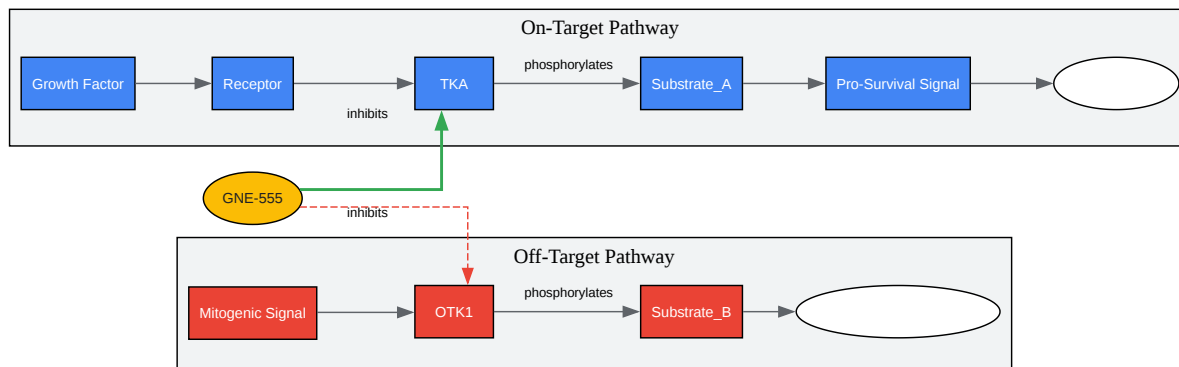 On-Target Pathway
Growth Factor
Receptor
TKA
phosphorylates
Substrate_A
Pro-Survival Signal
inhibits
GNE-555
inhibits
Off-Target Pathway
Mitogenic Signal
OTK1
phosphorylates
Substrate_B